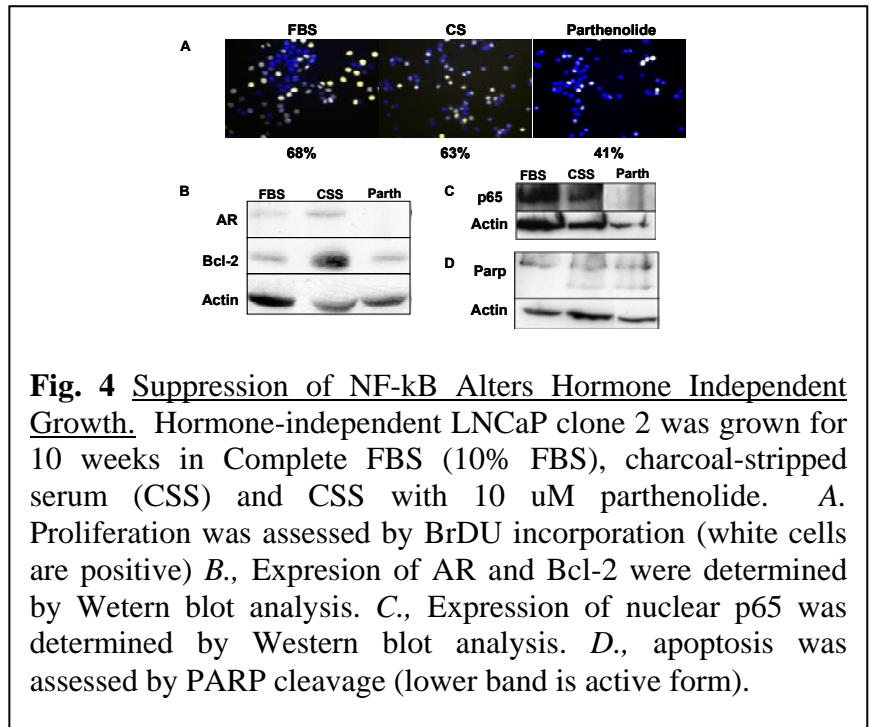 FBS CS Parthenolide
A
68% 63% 41%
B FBS CSS Parth
AR
Bcl-2
Actin
C FBS CSS Parth
p65
Actin
D Parp
Actin
Fig. 4 Suppression of NF-kB Alters Hormone Independent
Growth. Hormone-independent LNCaP clone 2 was grown for
10 weeks in Complete FBS (10% FBS), charcoal-stripped
serum (CSS) and CSS with 10 uM parthenolide. A.
Proliferation was assessed by BrDU incorporation (white cells
are positive) B., Expresion of AR and Bcl-2 were determined
by Wetern blot analysis. C., Expression of nuclear p65 was
determined by Western blot analysis. D., apoptosis was
assessed by PARP cleavage (lower band is active form).